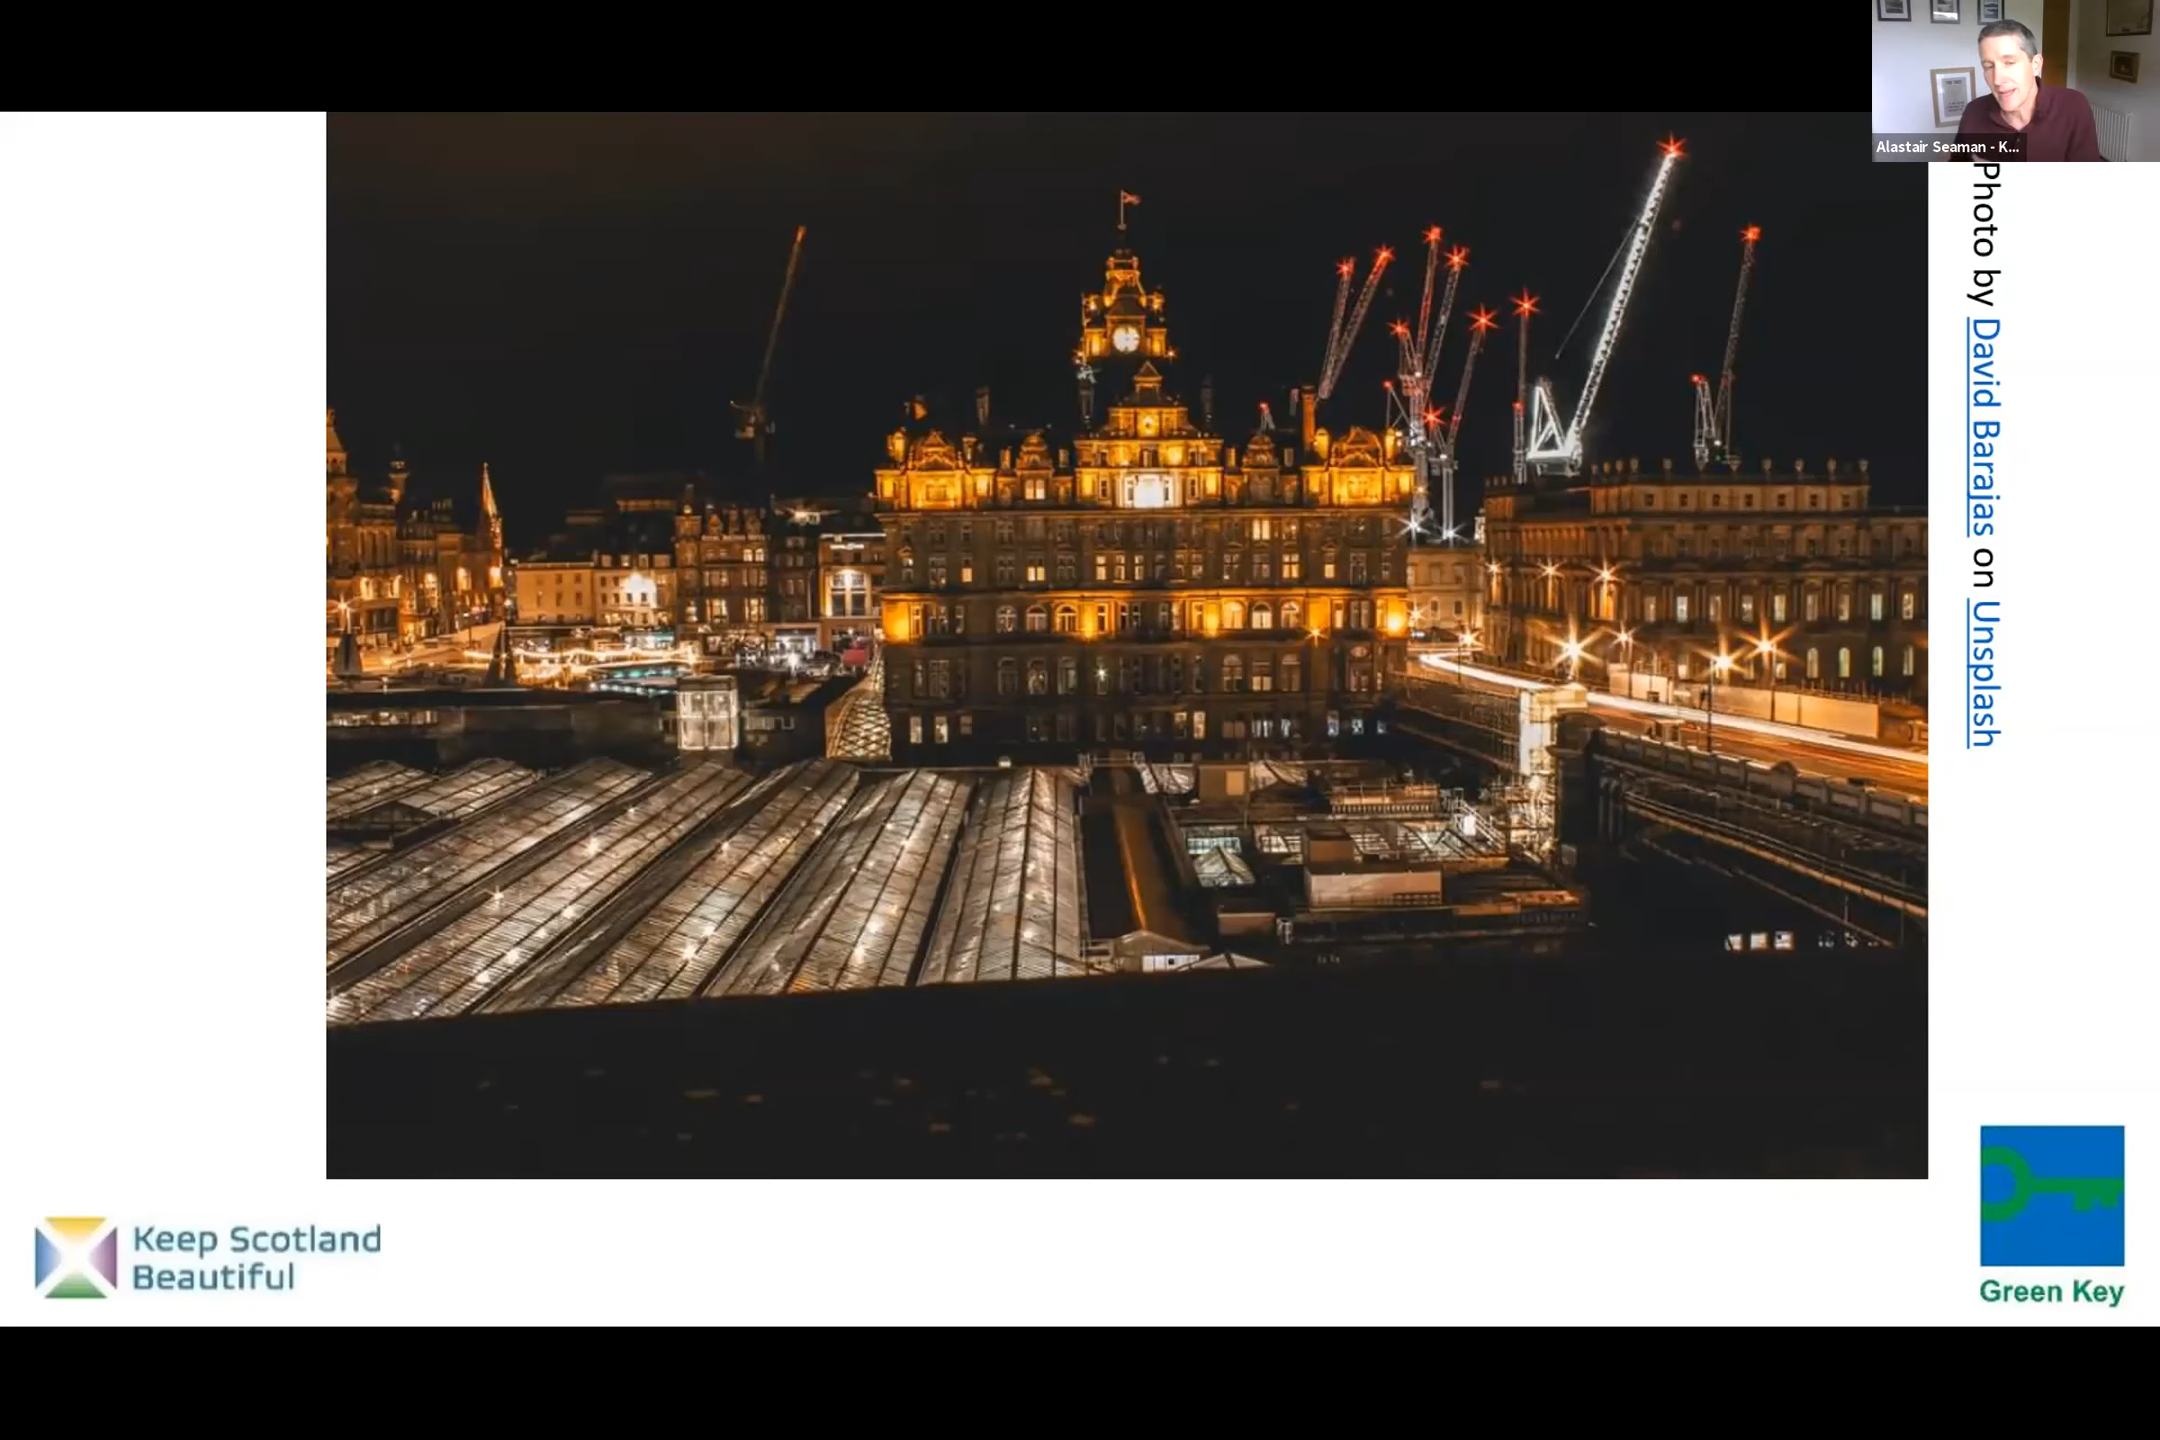 Alastair Seaman - K...
Photo by David Barajas on Unsplash
Keep Scotland
Beautiful
Green Key